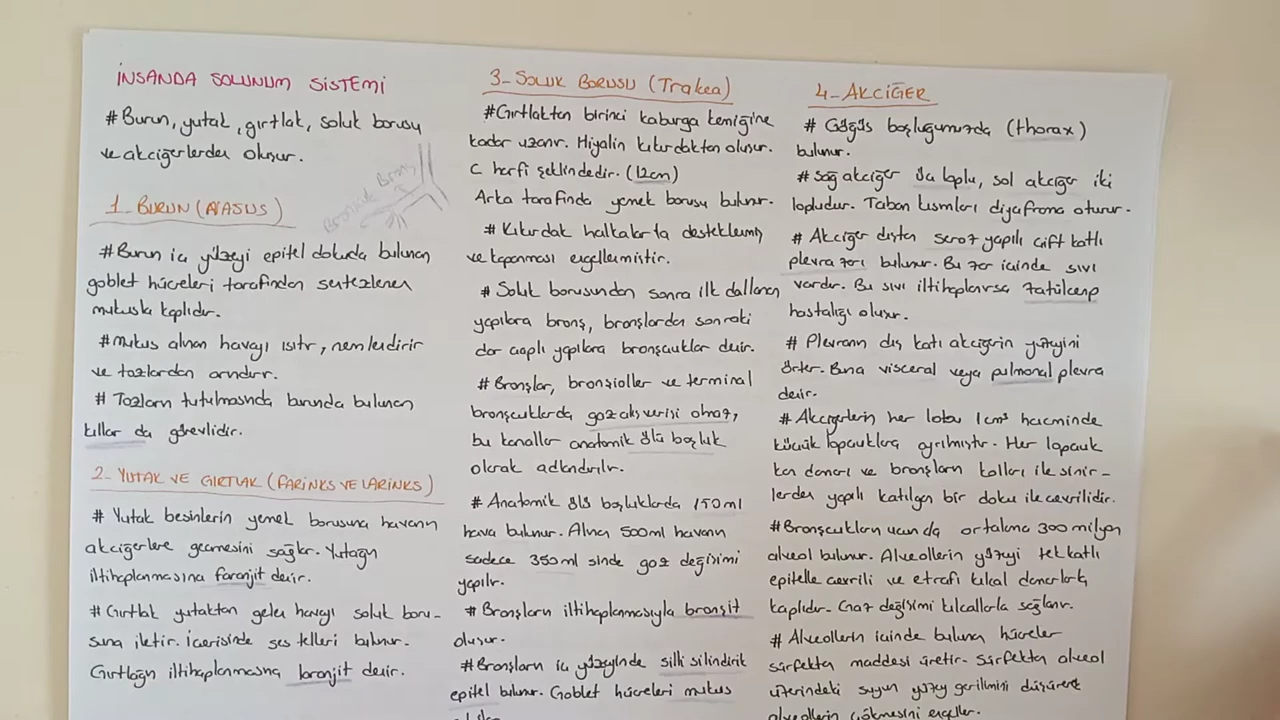 İNSANDA SOLUNUM SİSTEMİ
# Burun, yutak, gırtlak, soluk borusu
ve akciğerlerden oluşur.
1- BURUN (NASUS)
# Burun iç yüzeyi epitel dokuda bulunan
goblet hücreleri tarafından sentezlenen
mukusla kaplıdır.
# Mukus alınan havayı ısıtır, nemlendirir
ve tozlardan arındırır.
# Tozların tutulmasında burunda bulunan
kıllar da görevlidir.
2- YUTAK VE GIRTLAK (FARİNKS VE LARİNKS)
# Yutak besinlerin yemek borusuna havanın
akciğerlere geçmesini sağlar. Yutağın
iltihaplanmasına faranjit denir.
# Gırtlak yutaktan gelen havayı soluk boru-
suna iletir. İçerisinde ses telleri bulunur.
Gırtlağın iltihaplanmasına laranjit denir.
3- SOLUK BORUSU (Trakea)
# Gırtlaktan birinci kaburga kemiğine
kadar uzanır. Hiyalin kıkırdaktan oluşur.
C harfi şeklindedir. (12cm)
Arka tarafında yemek borusu bulunur.
# Kıkırdak halkalarla desteklenmiş
ve kapanması engellenmiştir.
# Soluk borusundan sonra ilk dallanan
yapılara bronş, bronşlardan sonraki
dar çaplı yapılara bronşçuklar denir.
# Bronşlar, bronşioller ve terminal
bronşçuklarda gaz alışverişi olmaz,
bu kanallar anatomik ölü boşluk
olarak adlandırılır.
# Anatomik ölü boşluklarda 150 ml
hava bulunur. Alınan 500ml havanın
sadece 350 ml sinde gaz değişimi
yapılır.
# Bronşların iltihaplanmasıyla bronşit
oluşur.
# Bronşların iç yüzeyinde silli silindirik
epitel bulunur. Goblet hücreleri mukus
4- AKCİĞER
# Göğüs boşluğumuzda (thorax)
bulunur.
# Sağ akciğer üç loplu, sol akciğer iki
lopludur. Taban kısımları diyaframa oturur.
# Akciğer dıştan seroz yapılı çift katlı
plevra zarı bulunur. Bu zar içinde sıvı
vardır. Bu sıvı iltihaplanırsa zatülcenp
hastalığı oluşur.
# Plevranın dış katı akciğerin yüzeyini
örter. Buna visceral veya pulmonal plevra
denir.
# Akciğerlerin her lobu 1cm³ hacminde
küçük lopçuklara ayrılmıştır. Her lopçuk
kan damarı ve bronşların kolları ile sinir-
lerden yapılı katılgan bir doku ile çevrilidir.
# Bronşçukların ucunda ortalama 300 milyon
alveol bulunur. Alveollerin yüzeyi tek katlı
epitelle çevrili ve etrafı kılcal damarlarla
kaplıdır. Gaz değişimi kılcallarla sağlanır.
# Alveollerin içinde bulunan hücreler
sürfektan maddesi üretir. Sürfektan alveol
üzerindeki suyun yüzey gerilimini düşürerek
alveollerin çökmesini engeller.